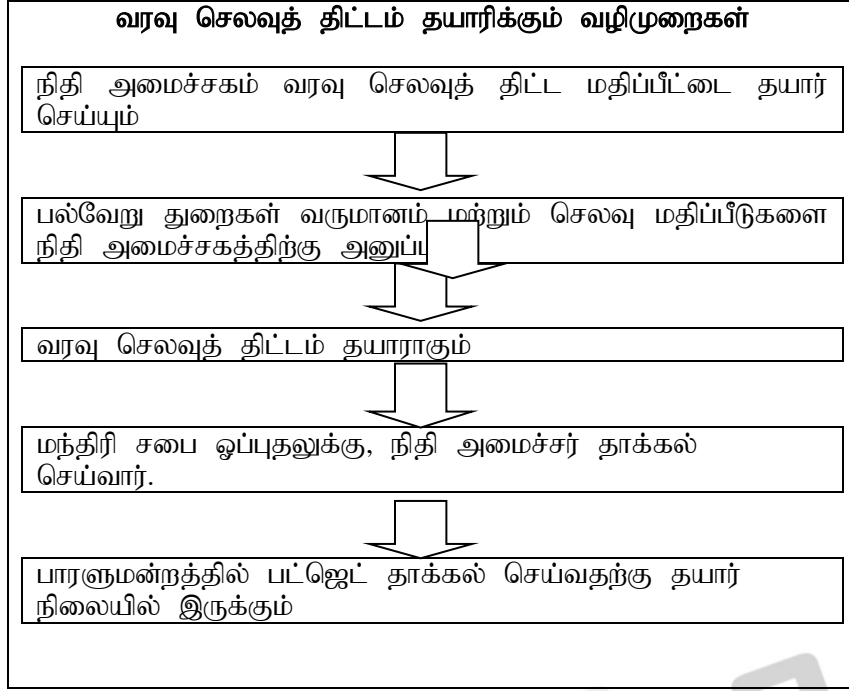 வரவு செலவுத் திட்டம் தயாரிக்கும் வழிமுறைகள்
நிதி அமைச்சகம் வரவு செலவுத் திட்ட மதிப்பீட்டை தயார்
செய்யும்
பல்வேறு துறைகள் வருமானம் மற்றும் செலவு மதிப்பீடுகளை
நிதி அமைச்சகத்திற்கு
வரவு செலவுத் திட்டம் தயாராகும்
மந்திரி சபை ஓப்புதலுக்கு, நிதி அமைச்சர் தாக்கல்
செய்வார்.
பாரளுமன்றத்தில் பட்ஜெட் தாக்கல் செய்வதற்கு தயார்
நிலையில் இருக்கும்